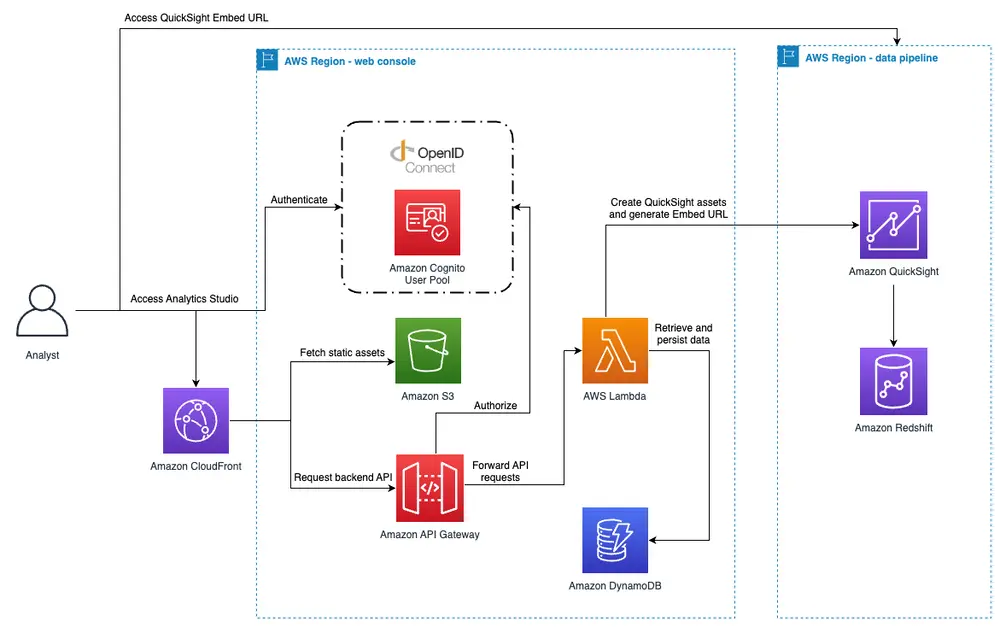 Access QuickSight Embed URL
AWS Region - web console
AWS Region - data pipeline
OpenID
Connect
Authenticate
Amazon Cognito
User Pool
Create QuickSight assets
and generate Embed URL
Amazon QuickSight
Access Analytics Studio
Analyst
Fetch static assets
Amazon S3
Retrieve and
persist data
AWS Lambda
Amazon Redshift
Authorize
Amazon CloudFront
Request backend API
Forward API
requests
Amazon API Gateway
Amazon DynamoDB